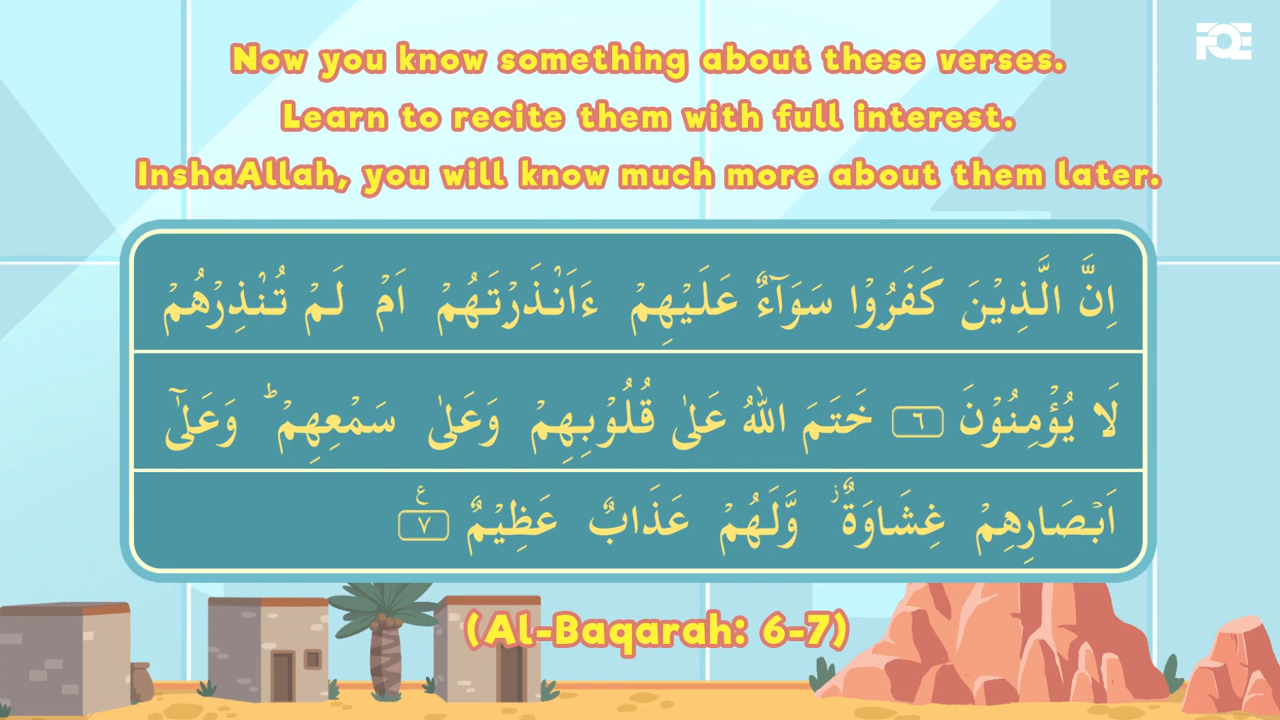 FQE
Now you know something about these verses.
Learn to recite them with full interest.
InshaAllah, you will know much more about them later.
اِنَّ الَّذِيْنَ كَفَرُوْا سَوَآءٌ عَلَيْهِمْ ءَاَنْذَرْتَهُمْ اَمْ لَمْ تُنْذِرْهُمْ
لَا يُؤْمِنُوْنَ ٦ خَتَمَ اللّٰهُ عَلٰى قُلُوْبِهِمْ وَعَلٰى سَمْعِهِمْ ؕ وَعَلٰٓى
اَبْصَارِهِمْ غِشَاوَةٌ ز وَّلَهُمْ عَذَابٌ عَظِيْمٌ ٧ ع
(Al-Baqarah: 6-7)